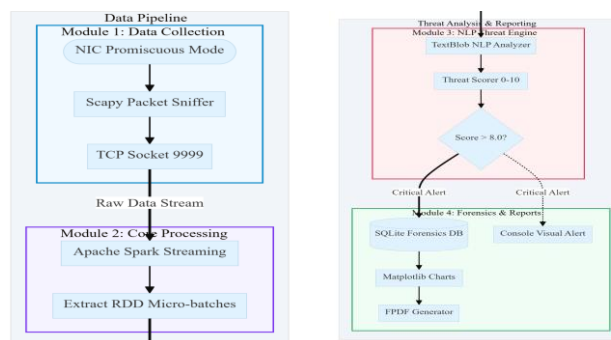 Data Pipeline
Module 1: Data Collection
NIC Promiscuous Mode
Scapy Packet Sniffer
TCP Socket 9999
Raw Data Stream
Module 2: Core Processing
Apache Spark Streaming
Extract RDD Micro-batches
Threat Analysis & Reporting
Module 3: NLP Threat Engine
TextBlob NLP Analyzer
Threat Scorer 0-10
Score > 8.0?
Critical Alert
Critical Alert
Module 4: Forensics & Reports
SQLite Forensics DB
Console Visual Alert
Matplotlib Charts
FPDF Generator